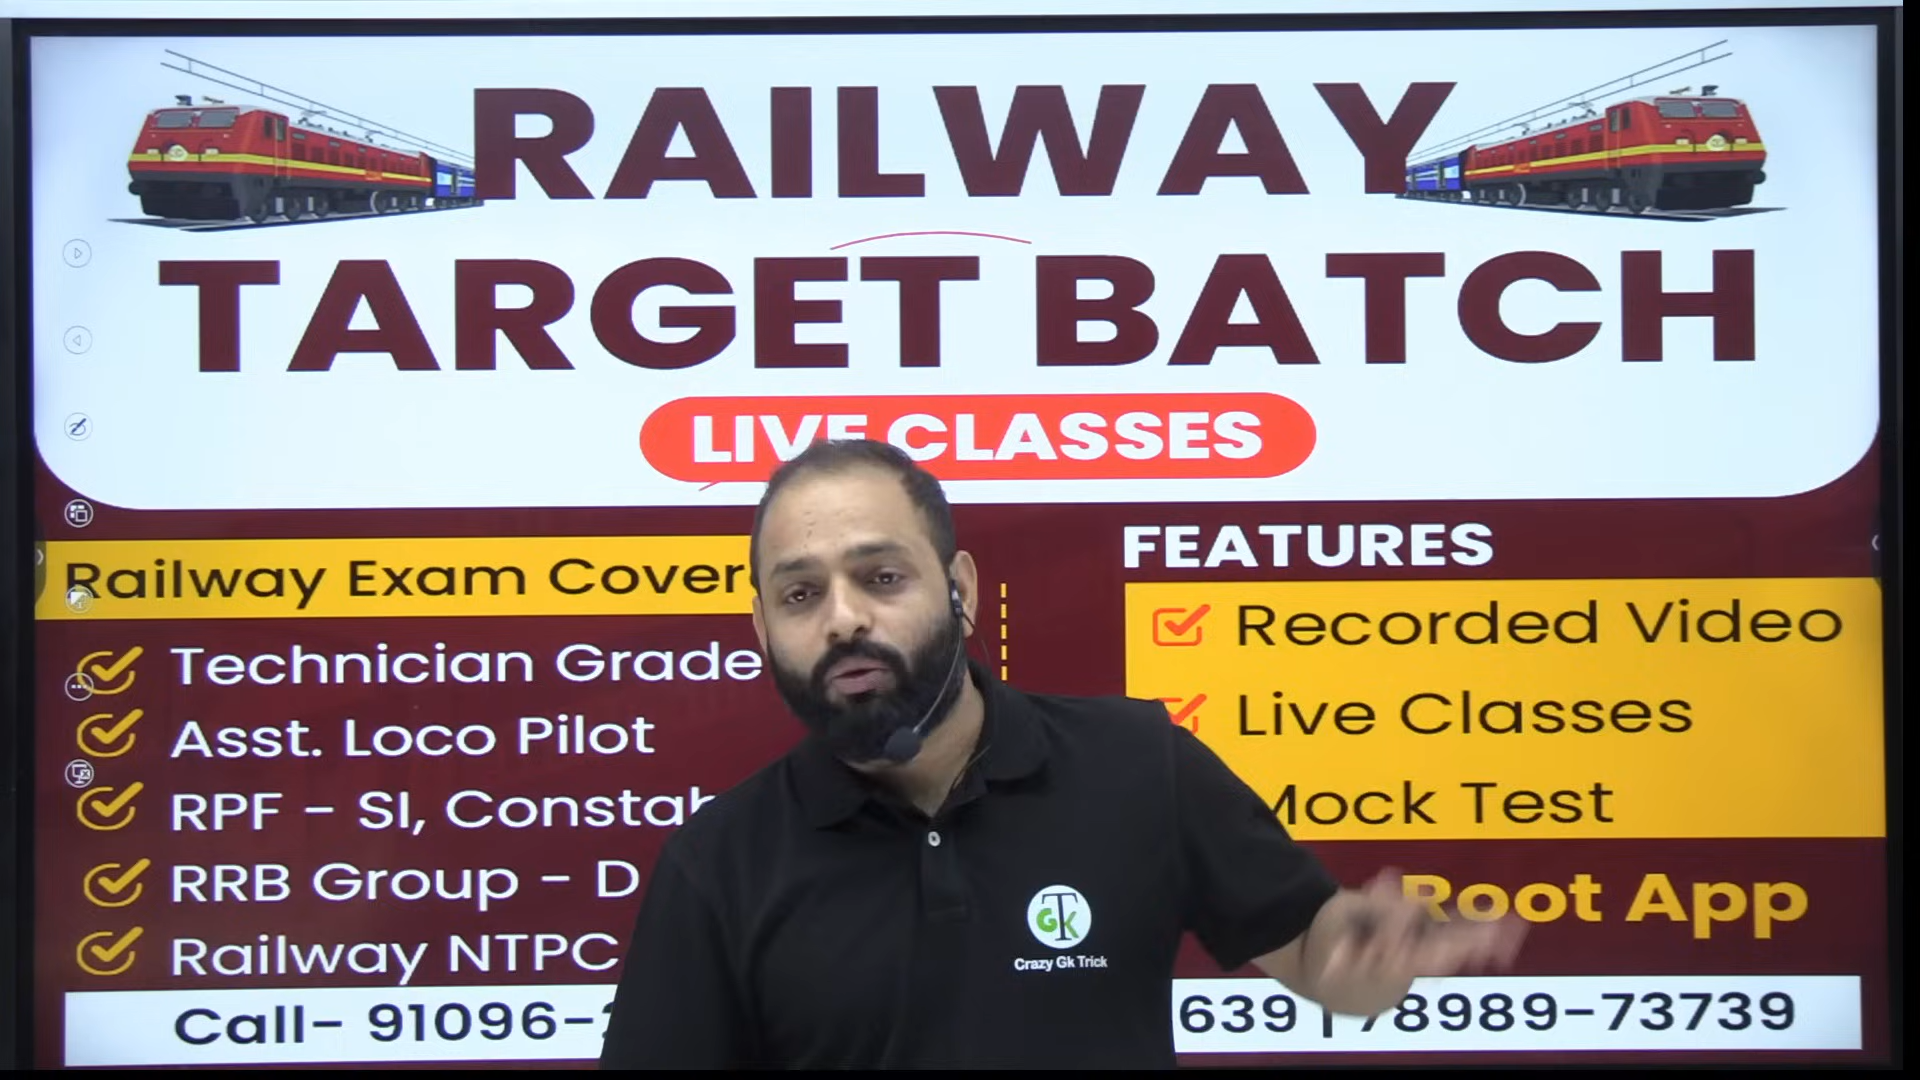 RAILWAY
TARGET BATCH
LIVE CLASSES
Railway Exam Cover
Technician Grade
Asst. Loco Pilot
RPF - SI, Constab
RRB Group - D
Railway NTPC
FEATURES
Recorded Video
Live Classes
Mock Test
Root App
Call- 91096-
639 | 78989-73739
GTK
Crazy Gk Trick